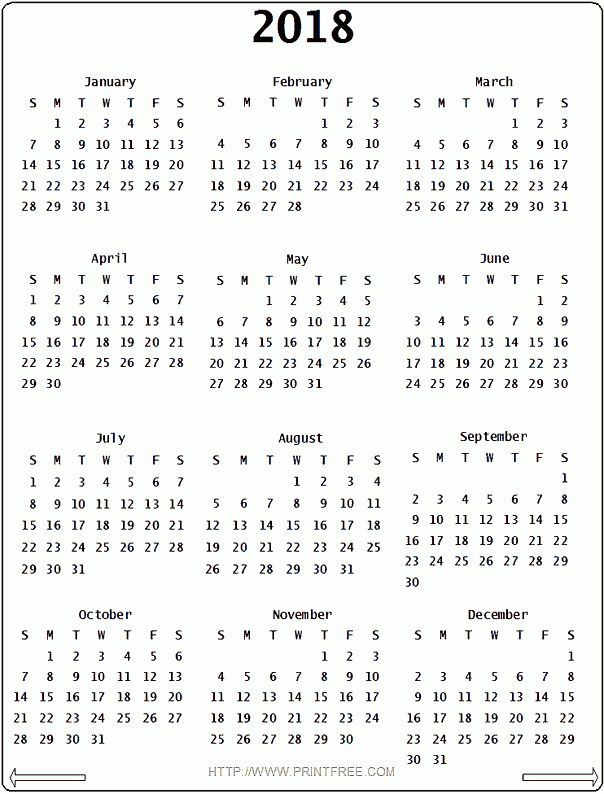 2018
January
S M T W T F S
1 2 3 4 5 6
7 8 9 10 11 12 13
14 15 16 17 18 19 20
21 22 23 24 25 26 27
28 29 30 31
February
S M T W T F S
1 2 3
4 5 6 7 8 9 10
11 12 13 14 15 16 17
18 19 20 21 22 23 24
25 26 27 28
March
S M T W T F S
1 2 3
4 5 6 7 8 9 10
11 12 13 14 15 16 17
18 19 20 21 22 23 24
25 26 27 28 29 30 31
April
S M T W T F S
1 2 3 4 5 6 7
8 9 10 11 12 13 14
15 16 17 18 19 20 21
22 23 24 25 26 27 28
29 30
May
S M T W T F S
1 2 3 4 5
6 7 8 9 10 11 12
13 14 15 16 17 18 19
20 21 22 23 24 25 26
27 28 29 30 31
June
S M T W T F S
1 2
3 4 5 6 7 8 9
10 11 12 13 14 15 16
17 18 19 20 21 22 23
24 25 26 27 28 29 30
July
S M T W T F S
1 2 3 4 5 6 7
8 9 10 11 12 13 14
15 16 17 18 19 20 21
22 23 24 25 26 27 28
29 30 31
August
S M T W T F S
1 2 3 4
5 6 7 8 9 10 11
12 13 14 15 16 17 18
19 20 21 22 23 24 25
26 27 28 29 30 31
September
S M T W T F S
1
2 3 4 5 6 7 8
9 10 11 12 13 14 15
16 17 18 19 20 21 22
23 24 25 26 27 28 29
30
October
S M T W T F S
1 2 3 4 5 6
7 8 9 10 11 12 13
14 15 16 17 18 19 20
21 22 23 24 25 26 27
28 29 30 31
November
S M T W T F S
1 2 3
4 5 6 7 8 9 10
11 12 13 14 15 16 17
18 19 20 21 22 23 24
25 26 27 28 29 30
December
S M T W T F S
1
2 3 4 5 6 7 8
9 10 11 12 13 14 15
16 17 18 19 20 21 22
23 24 25 26 27 28 29
30 31
HTTP://WWW.PRINTFREE.COM